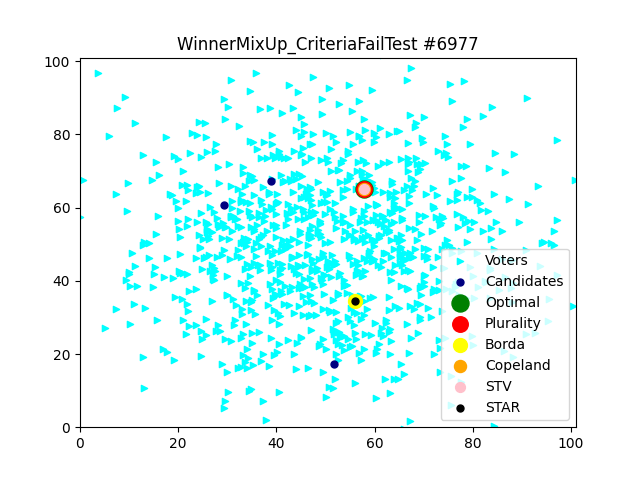 WinnerMixUp_CriteriaFailTest #6977
100
80
60
40
20
0
0 20 40 60 80 100
Voters
Candidates
Optimal
Plurality
Borda
Copeland
STV
STAR